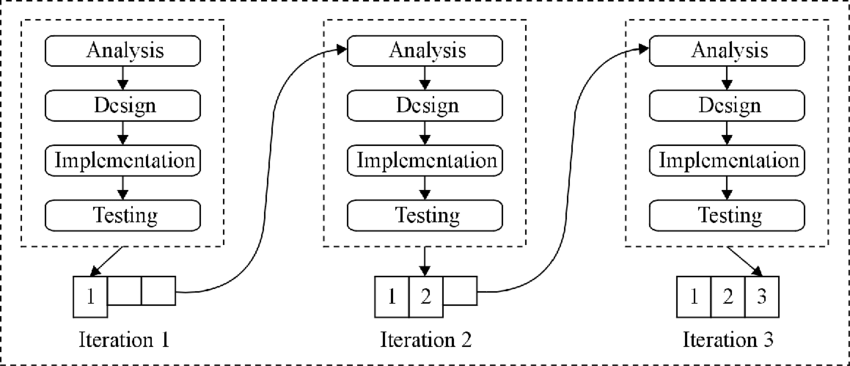 Analysis
Design
Implementation
Testing
1
Iteration 1
Analysis
Design
Implementation
Testing
1 2
Iteration 2
Analysis
Design
Implementation
Testing
1 2 3
Iteration 3